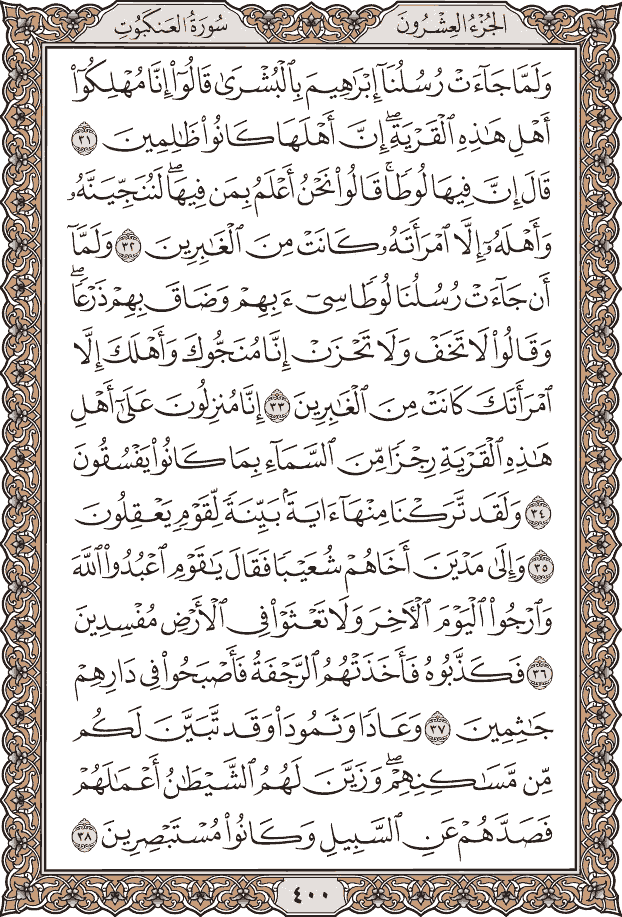 الجُزْءُ العِشْرُونَ
سُورَةُ العَنكَبُوتِ
وَلَمَّا جَآءَتْ رُسُلُنَآ إِبْرَٰهِيمَ بِٱلْبُشْرَىٰ قَالُوٓا۟ إِنَّا مُهْلِكُوٓا۟
أَهْلِ هَـٰذِهِ ٱلْقَرْيَةِ ۖ إِنَّ أَهْلَهَا كَانُوا۟ ظَـٰلِمِينَ ٣١
قَالَ إِنَّ فِيهَا لُوطًا ۚ قَالُوا۟ نَحْنُ أَعْلَمُ بِمَن فِيهَا ۖ لَنُنَجِّيَنَّهُۥ
وَأَهْلَهُۥٓ إِلَّا ٱمْرَأَتَهُۥ كَانَتْ مِنَ ٱلْغَـٰبِرِينَ ٣٢ وَلَمَّآ
أَن جَآءَتْ رُسُلُنَا لُوطًا سِىٓءَ بِهِمْ وَضَاقَ بِهِمْ ذَرْعًا ۖ
وَقَالُوا۟ لَا تَخَفْ وَلَا تَحْزَنْ إِنَّا مُنَجُّوكَ وَأَهْلَكَ إِلَّا
ٱمْرَأَتَكَ كَانَتْ مِنَ ٱلْغَـٰبِرِينَ ٣٣ إِنَّا مُنزِلُونَ عَلَىٰٓ أَهْلِ
هَـٰذِهِ ٱلْقَرْيَةِ رِجْزًا مِّنَ ٱلسَّمَآءِ بِمَا كَانُوا۟ يَفْسُقُونَ
٣٤ وَلَقَد تَّرَكْنَا مِنْهَآ ءَايَةًۢ بَيِّنَةً لِّقَوْمٍ يَعْقِلُونَ
٣٥ وَإِلَىٰ مَدْيَنَ أَخَاهُمْ شُعَيْبًا فَقَالَ يَـٰقَوْمِ ٱعْبُدُوا۟ ٱللَّهَ
وَٱرْجُوا۟ ٱلْيَوْمَ ٱلْـَٔاخِرَ وَلَا تَعْثَوْا۟ فِى ٱلْأَرْضِ مُفْسِدِينَ
٣٦ فَكَذَّبُوهُ فَأَخَذَتْهُمُ ٱلرَّجْفَةُ فَأَصْبَحُوا۟ فِى دَارِهِمْ
جَـٰثِمِينَ ٣٧ وَعَادًا وَثَمُودَا۟ وَقَد تَّبَيَّنَ لَكُم
مِّن مَّسَـٰكِنِهِمْ ۖ وَزَيَّنَ لَهُمُ ٱلشَّيْطَـٰنُ أَعْمَـٰلَهُمْ
فَصَدَّهُمْ عَنِ ٱلسَّبِيلِ وَكَانُوا۟ مُسْتَبْصِرِينَ ٣٨
٤٠٠